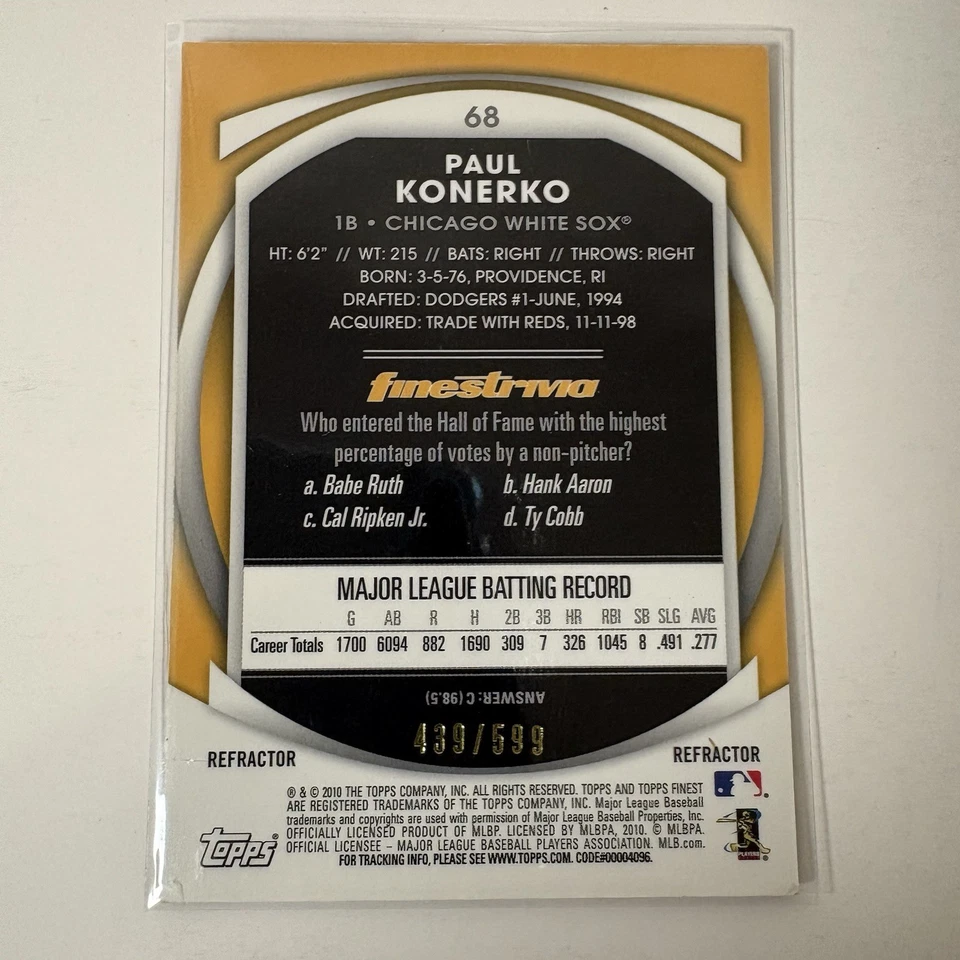 68
PAUL
KONERKO
1B • CHICAGO WHITE SOX®
HT: 6'2" // WT: 215 // BATS: RIGHT // THROWS: RIGHT
BORN: 3-5-76, PROVIDENCE, RI
DRAFTED: DODGERS #1-JUNE, 1994
ACQUIRED: TRADE WITH REDS, 11-11-98
finestrivia
Who entered the Hall of Fame with the highest
percentage of votes by a non-pitcher?
a. Babe Ruth b. Hank Aaron
c. Cal Ripken Jr. d. Ty Cobb
MAJOR LEAGUE BATTING RECORD
G AB R H 2B 3B HR RBI SB SLG AVG
Career Totals 1700 6094 882 1690 309 7 326 1045 8 .491 .277
ANSWER: C (98.5)
439/599
REFRACTOR REFRACTOR
® & © 2010 THE TOPPS COMPANY, INC. ALL RIGHTS RESERVED. TOPPS AND TOPPS FINEST
ARE REGISTERED TRADEMARKS OF THE TOPPS COMPANY, INC. Major League Baseball
trademarks and copyrights are used with permission of Major League Baseball Properties, Inc.
OFFICIALLY LICENSED PRODUCT OF MLBP. LICENSED BY MLBPA, 2010. © MLBPA.
OFFICIAL LICENSEE – MAJOR LEAGUE BASEBALL PLAYERS ASSOCIATION. MLB.com.
FOR TRACKING INFO, PLEASE SEE WWW.TOPPS.COM. CODE#00004096.
Topps®
PLAYERS